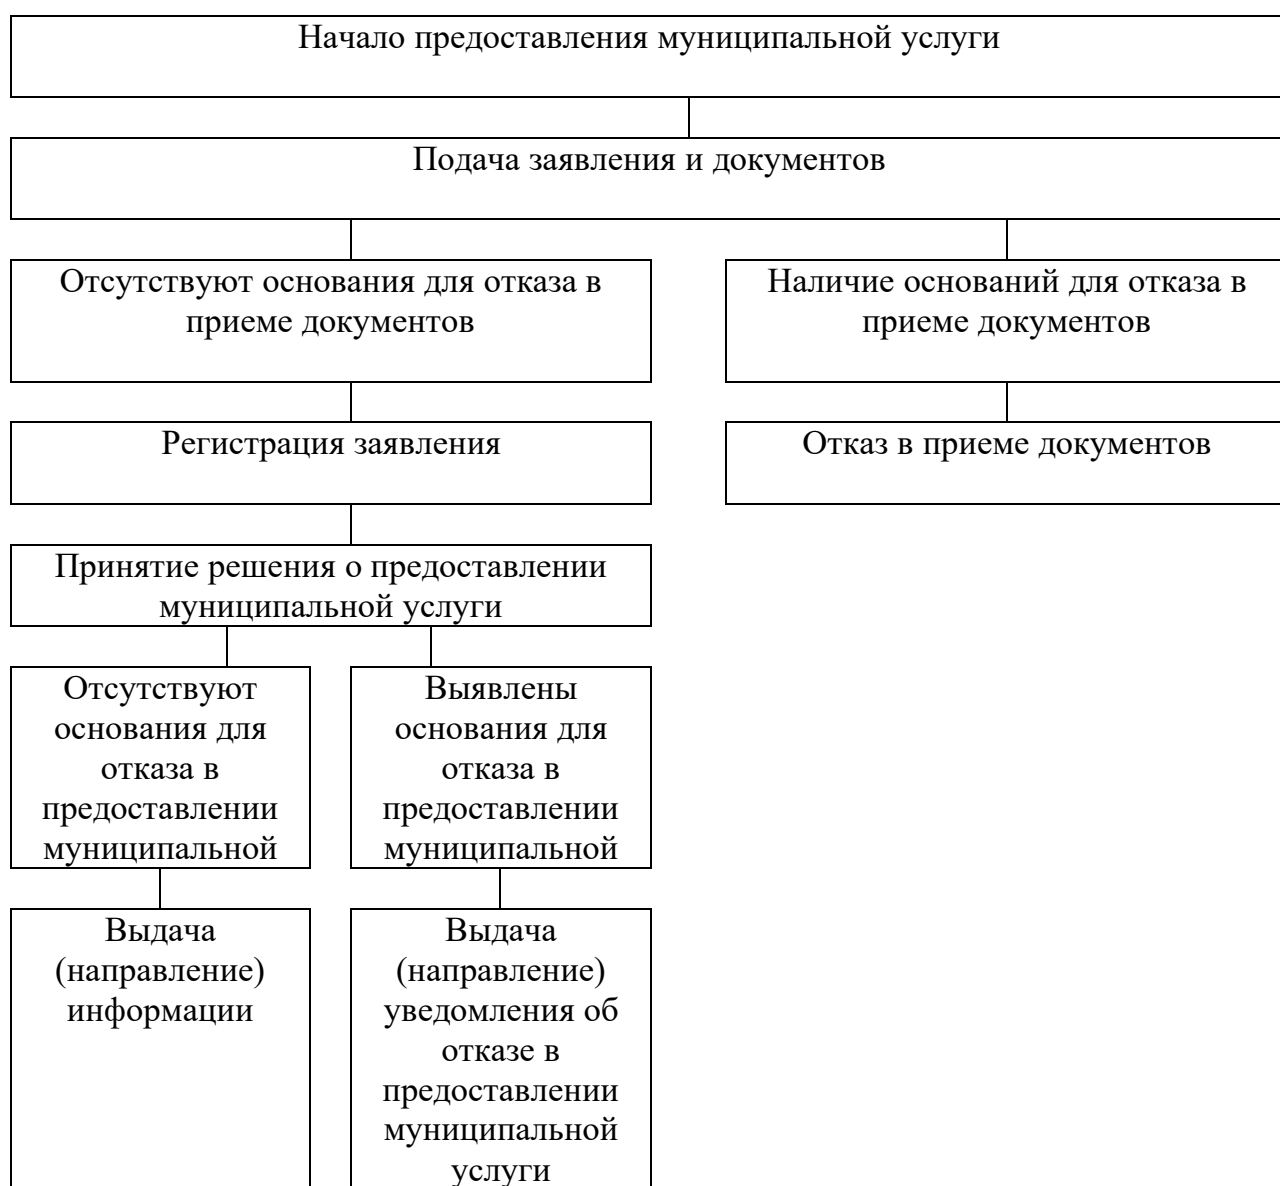 Начало предоставления муниципальной услуги
Подача заявления и документов
Отсутствуют основания для отказа в
приеме документов
Наличие оснований для отказа в
приеме документов
Регистрация заявления
Отказ в приеме документов
Принятие решения о предоставлении
муниципальной услуги
Отсутствуют
основания для
отказа в
предоставлении
муниципальной
Выявлены
основания для
отказа в
предоставлении
муниципальной
Выдача
(направление)
информации
Выдача
(направление)
уведомления об
отказе в
предоставлении
муниципальной
услуги